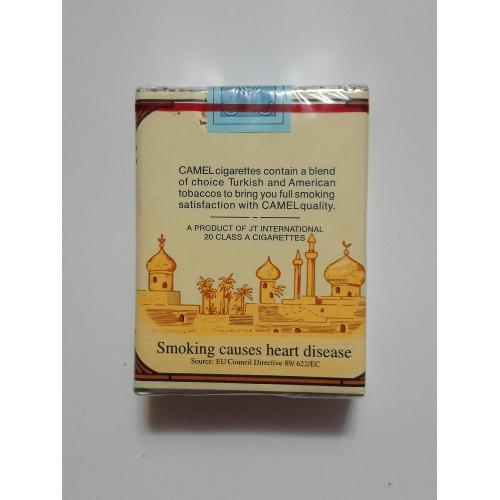 CAMEL cigarettes contain a blend
of choice Turkish and American
tobaccos to bring you full smoking
satisfaction with CAMEL quality.
A PRODUCT OF JT INTERNATIONAL
20 CLASS A CIGARETTES
Smoking causes heart disease
Source: EU Council Directive 89/ 622/EC